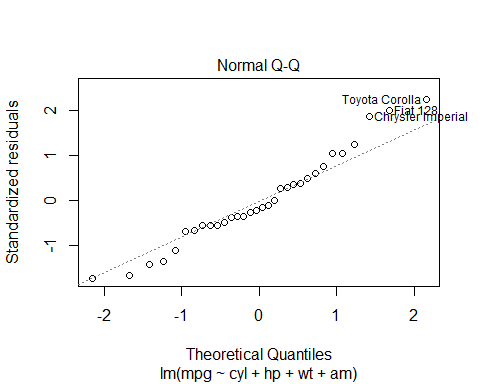 Normal Q-Q
Toyota Corolla
Fiat 128
Chrysler Imperial
Standardized residuals
2
1
0
-1
-2
-1
0
1
2
Theoretical Quantiles
lm(mpg ~ cyl + hp + wt + am)